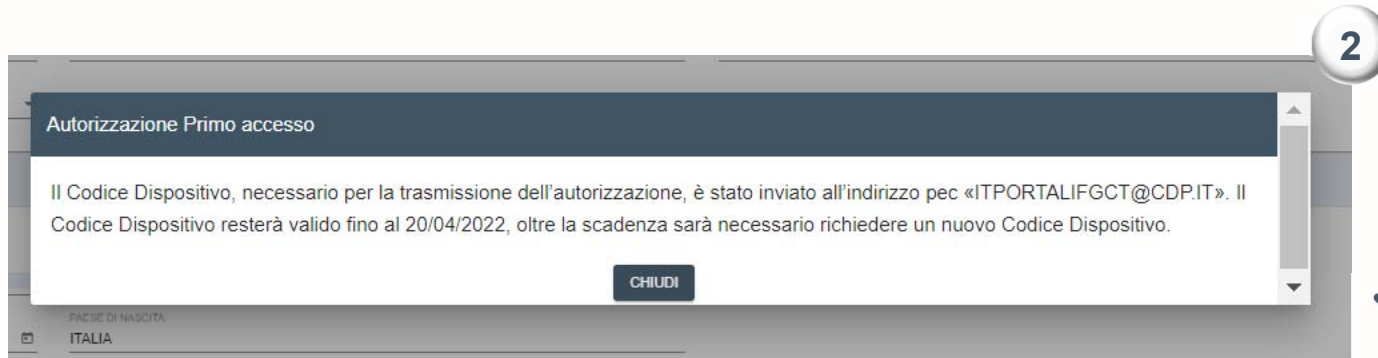 2
Autorizzazione Primo accesso
Il Codice Dispositivo, necessario per la trasmissione dell'autorizzazione, è stato inviato all'indirizzo pec «ITPORTALIFGCT@CDP.IT». Il
Codice Dispositivo resterà valido fino al 20/04/2022, oltre la scadenza sarà necessario richiedere un nuovo Codice Dispositivo.
CHIUDI
PAESE DI NASCITA
ITALIA